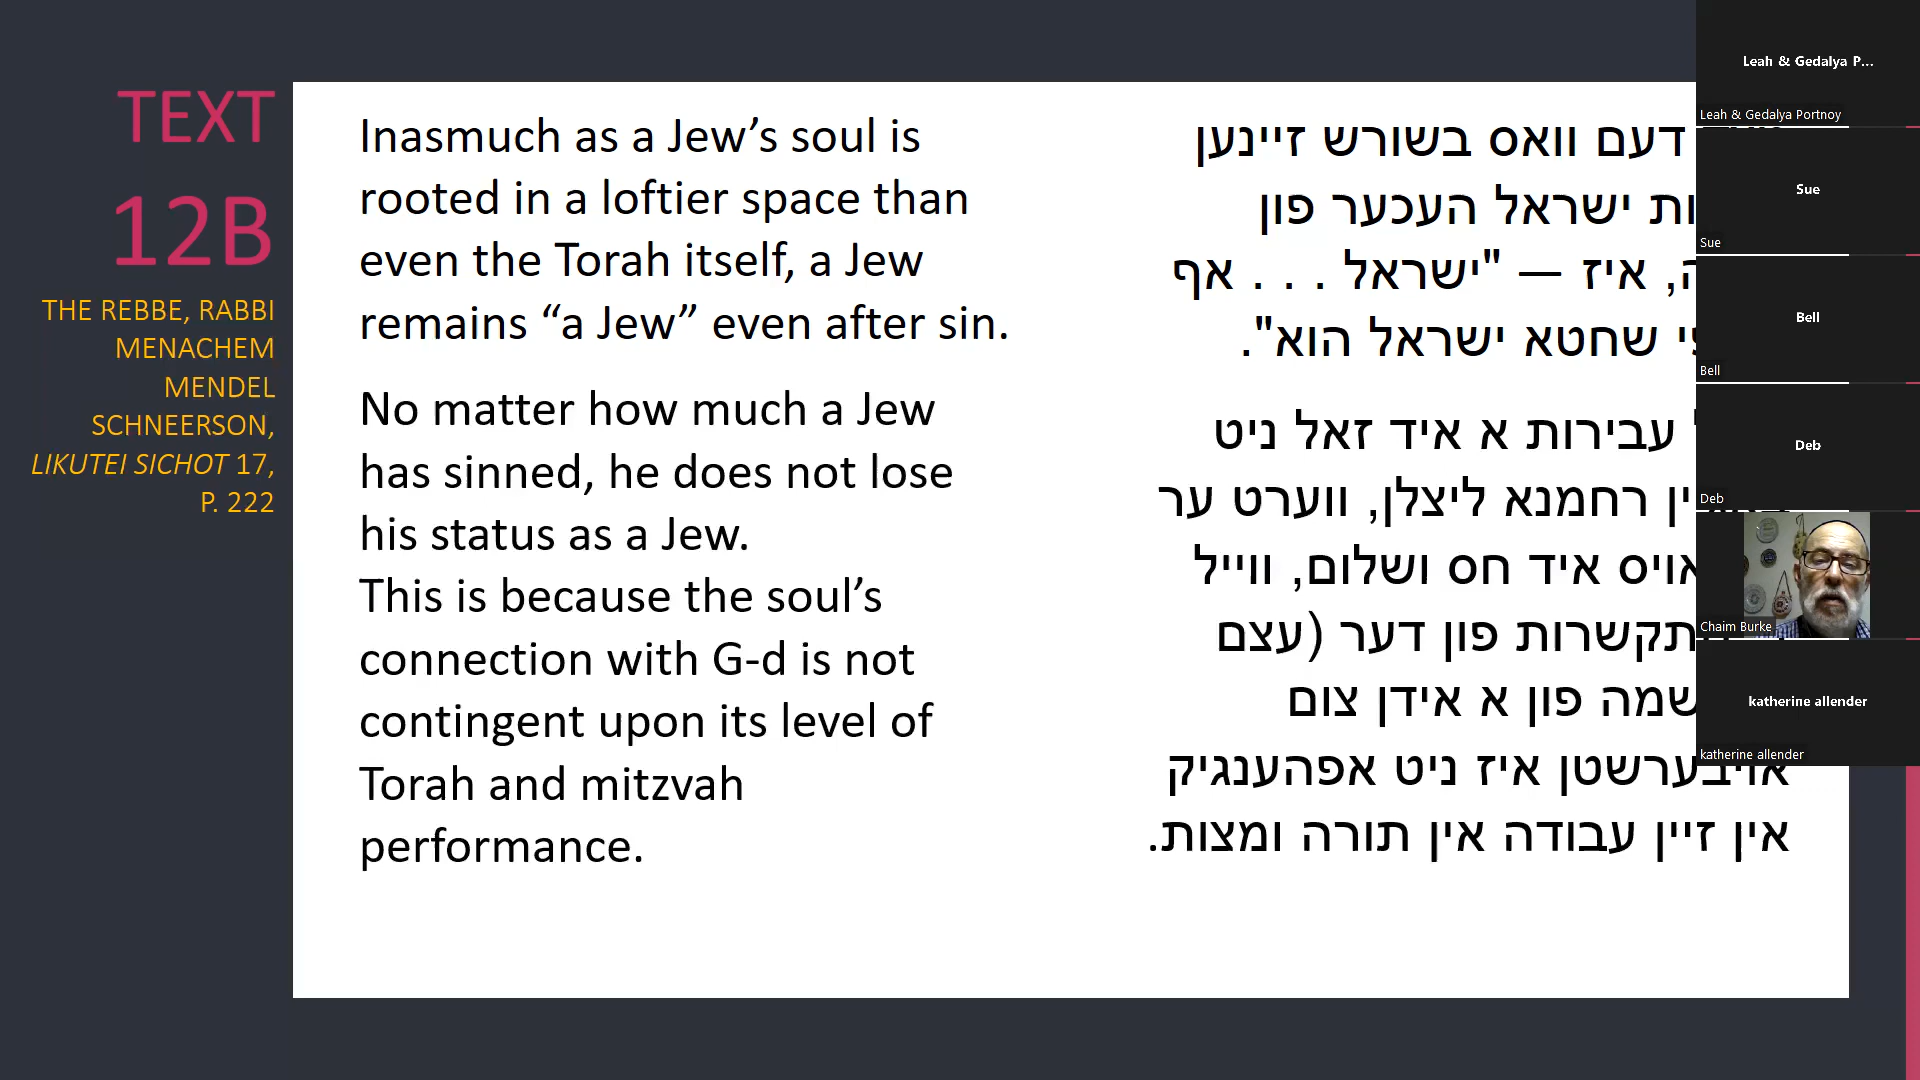 TEXT
12B
THE REBBE, RABBI
MENACHEM
MENDEL
SCHNEERSON,
LIKUTEI SICHOT 17,
P. 222
Inasmuch as a Jew’s soul is
rooted in a loftier space than
even the Torah itself, a Jew
remains “a Jew” even after sin.
No matter how much a Jew
has sinned, he does not lose
his status as a Jew.
This is because the soul’s
connection with G-d is not
contingent upon its level of
Torah and mitzvah
performance.
דעם וואס בשורש זיינען
ישראל העכער פון
איז — "ישראל . . . אף
שחטא ישראל הוא".
עבירות א איד זאל ניט
רחמנא ליצלן, ווערט ער
איד חס ושלום, ווייל
פון דער (עצם
פון א אידן צום
אויבערשטן איז ניט אפהענגיק
אין זיין עבודה אין תורה ומצות.
Leah & Gedalya P...
Leah & Gedalya Portnoy
Sue
Sue
Bell
Bell
Deb
Deb
Chaim Burke
katherine allender
katherine allender